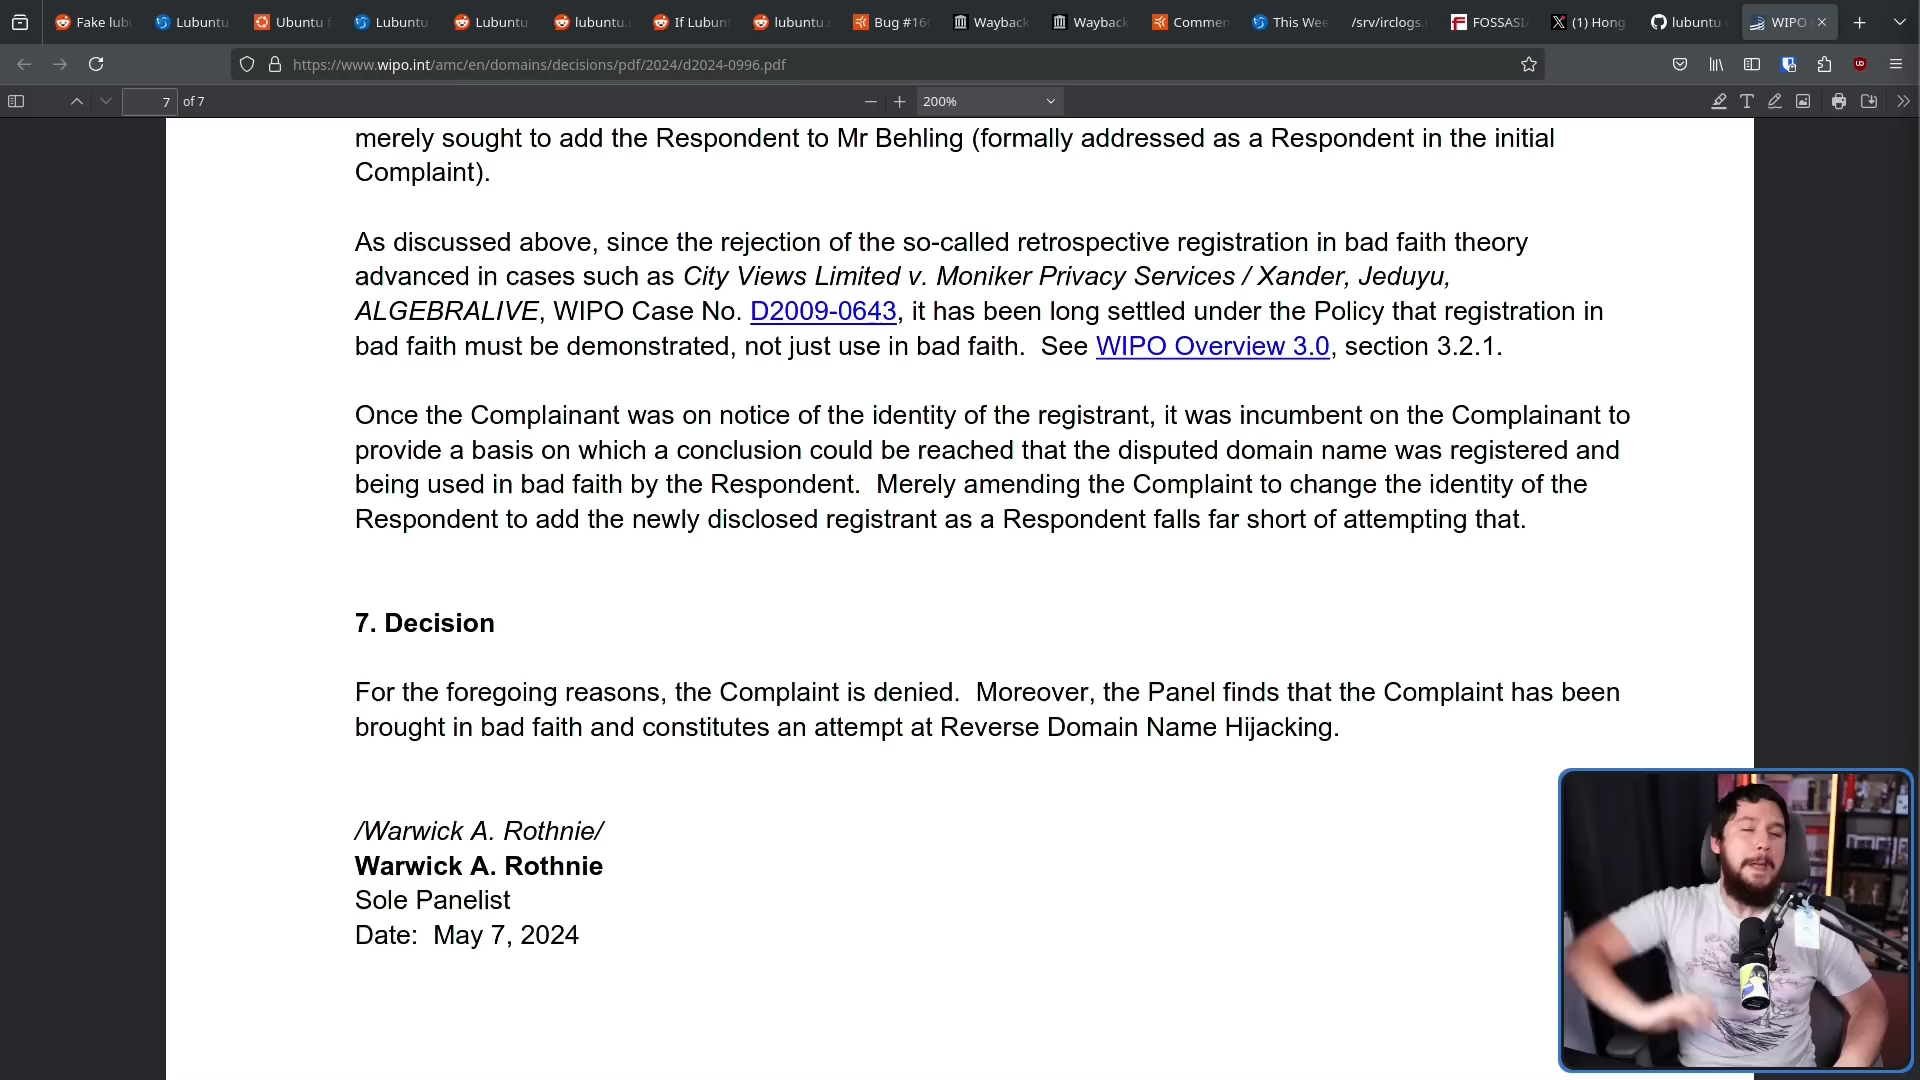 Fake lub
Lubuntu
Ubuntu f
Lubuntu
Lubuntu.
lubuntu.
If Lubun
lubuntu.
Bug #16
Wayback
Wayback
Commen
This Wee
/srv/irclogs.
FOSSASIA
(1) Hong
lubuntu
WIPO
https://www.wipo.int/amc/en/domains/decisions/pdf/2024/d2024-0996.pdf
7 of 7
200%
merely sought to add the Respondent to Mr Behling (formally addressed as a Respondent in the initial
Complaint).
As discussed above, since the rejection of the so-called retrospective registration in bad faith theory
advanced in cases such as City Views Limited v. Moniker Privacy Services / Xander, Jeduyu,
ALGEBRALIVE, WIPO Case No. D2009-0643, it has been long settled under the Policy that registration in
bad faith must be demonstrated, not just use in bad faith.  See WIPO Overview 3.0, section 3.2.1.
Once the Complainant was on notice of the identity of the registrant, it was incumbent on the Complainant to
provide a basis on which a conclusion could be reached that the disputed domain name was registered and
being used in bad faith by the Respondent.  Merely amending the Complaint to change the identity of the
Respondent to add the newly disclosed registrant as a Respondent falls far short of attempting that.
7. Decision
For the foregoing reasons, the Complaint is denied.  Moreover, the Panel finds that the Complaint has been
brought in bad faith and constitutes an attempt at Reverse Domain Name Hijacking.
/Warwick A. Rothnie/
Warwick A. Rothnie
Sole Panelist
Date:  May 7, 2024